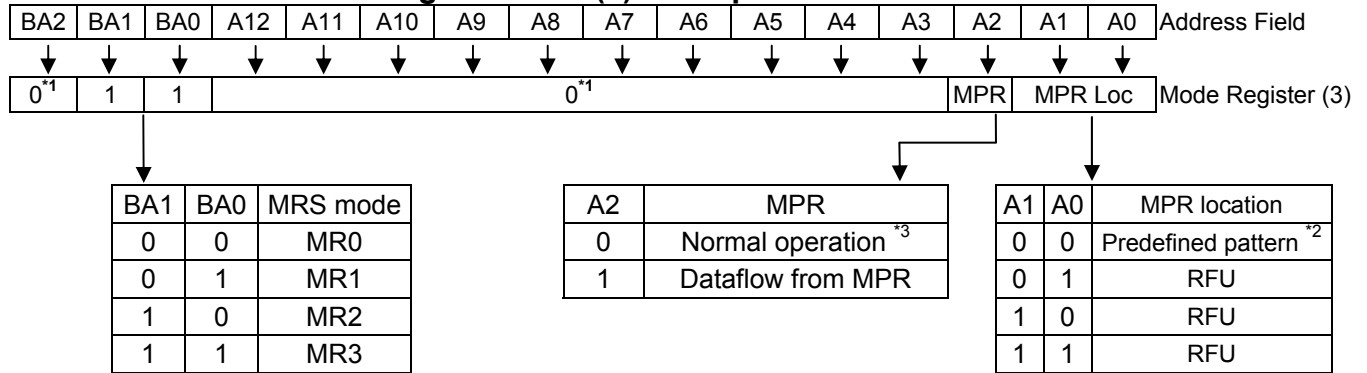 BA2 BA1 BA0 A12 A11 A10 A9 A8 A7 A6 A5 A4 A3 A2 A1 A0 Address Field
0*1 1 1 0*1 MPR MPR Loc Mode Register (3)
BA1 BA0 MRS mode
0 0 MR0
0 1 MR1
1 0 MR2
1 1 MR3
A2 MPR
0 Normal operation *3
1 Dataflow from MPR
A1 A0 MPR location
0 0 Predefined pattern *2
0 1 RFU
1 0 RFU
1 1 RFU